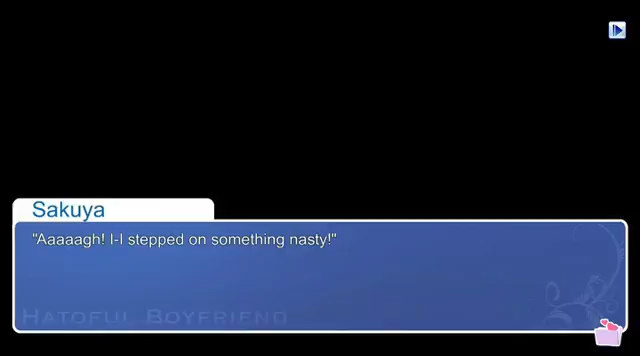 Sakuya
"Aaaaagh! I-I stepped on something nasty!"
HATOFUL BOYFRIEND